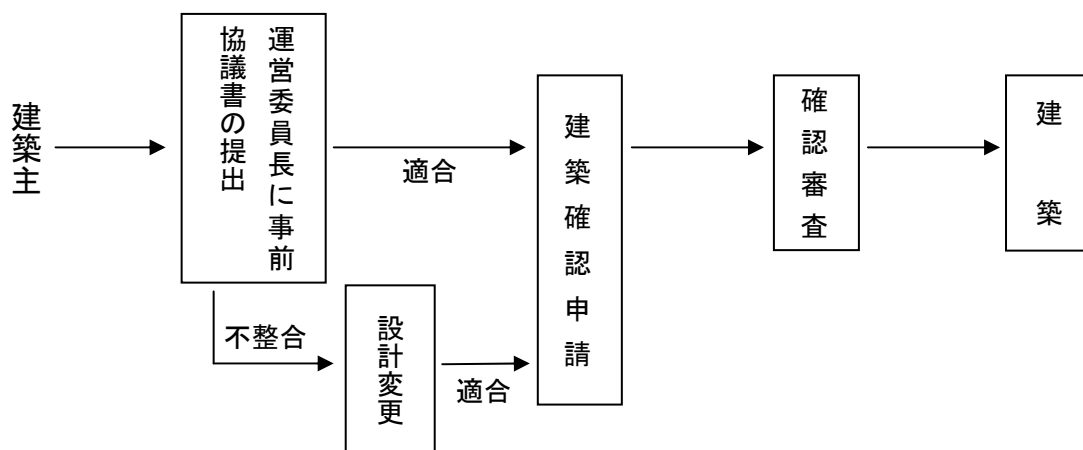 建築主
運営委員長に事前
協議書の提出
適合
不整合
設計変更
適合
建築確認申請
確認審査
建築